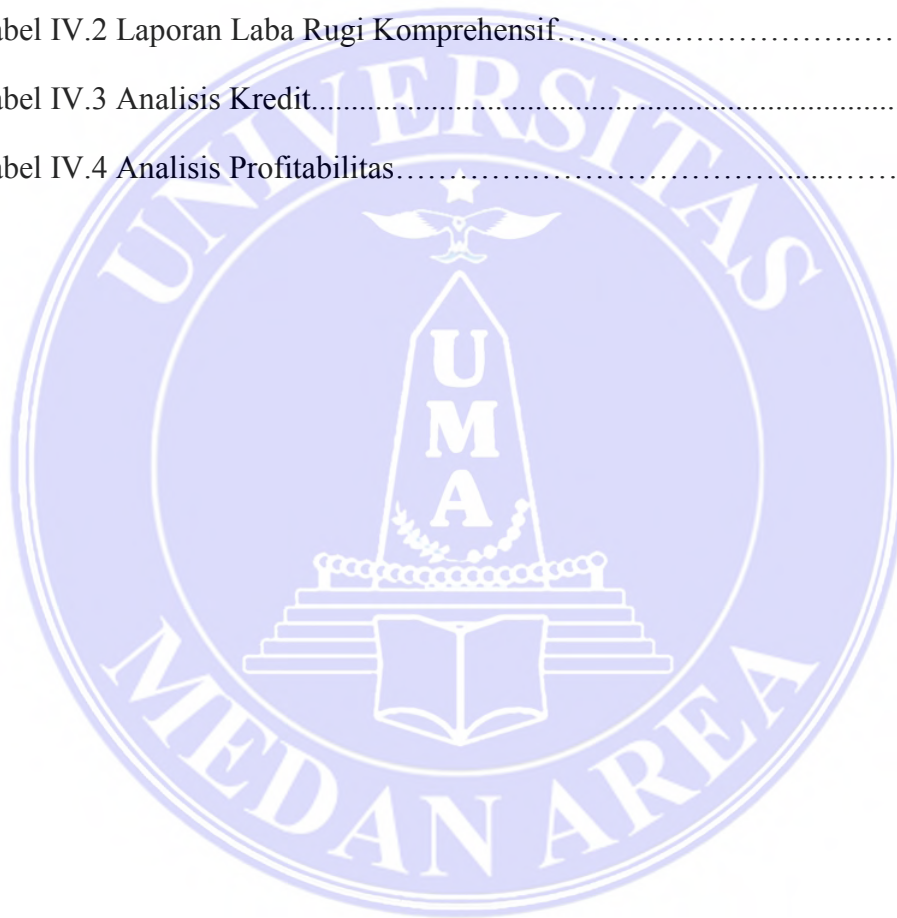 abel IV.2 Laporan Laba Rugi Komprehensif……………………….……
abel IV.3 Analisis Kredit........................................................................
abel IV.4 Analisis Profitabilitas………….…………………………......……
UNIVERSITAS
UMA
MEDAN AREA